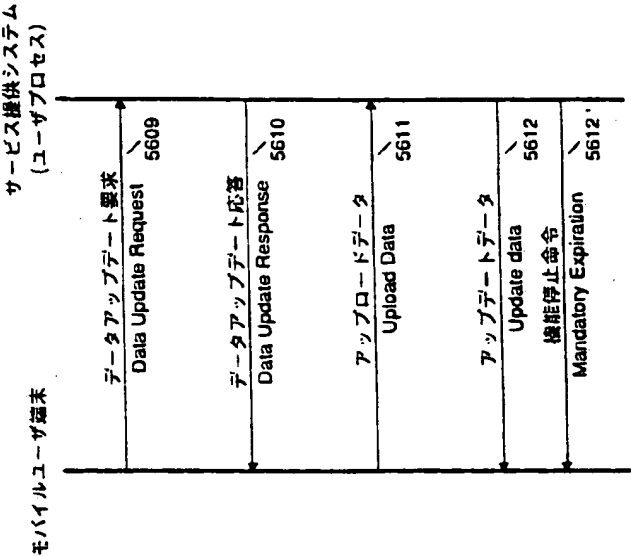 モバイルユーザ端末
サービス提供システム
(ユーザプロセス)
データアップデート要求
Data Update Request
5609
データアップデート応答
Data Update Response
5610
アップロードデータ
Upload Data
5611
アップデートデータ
Update data
5612
機能停止命令
Mandatory Expiration
5612'